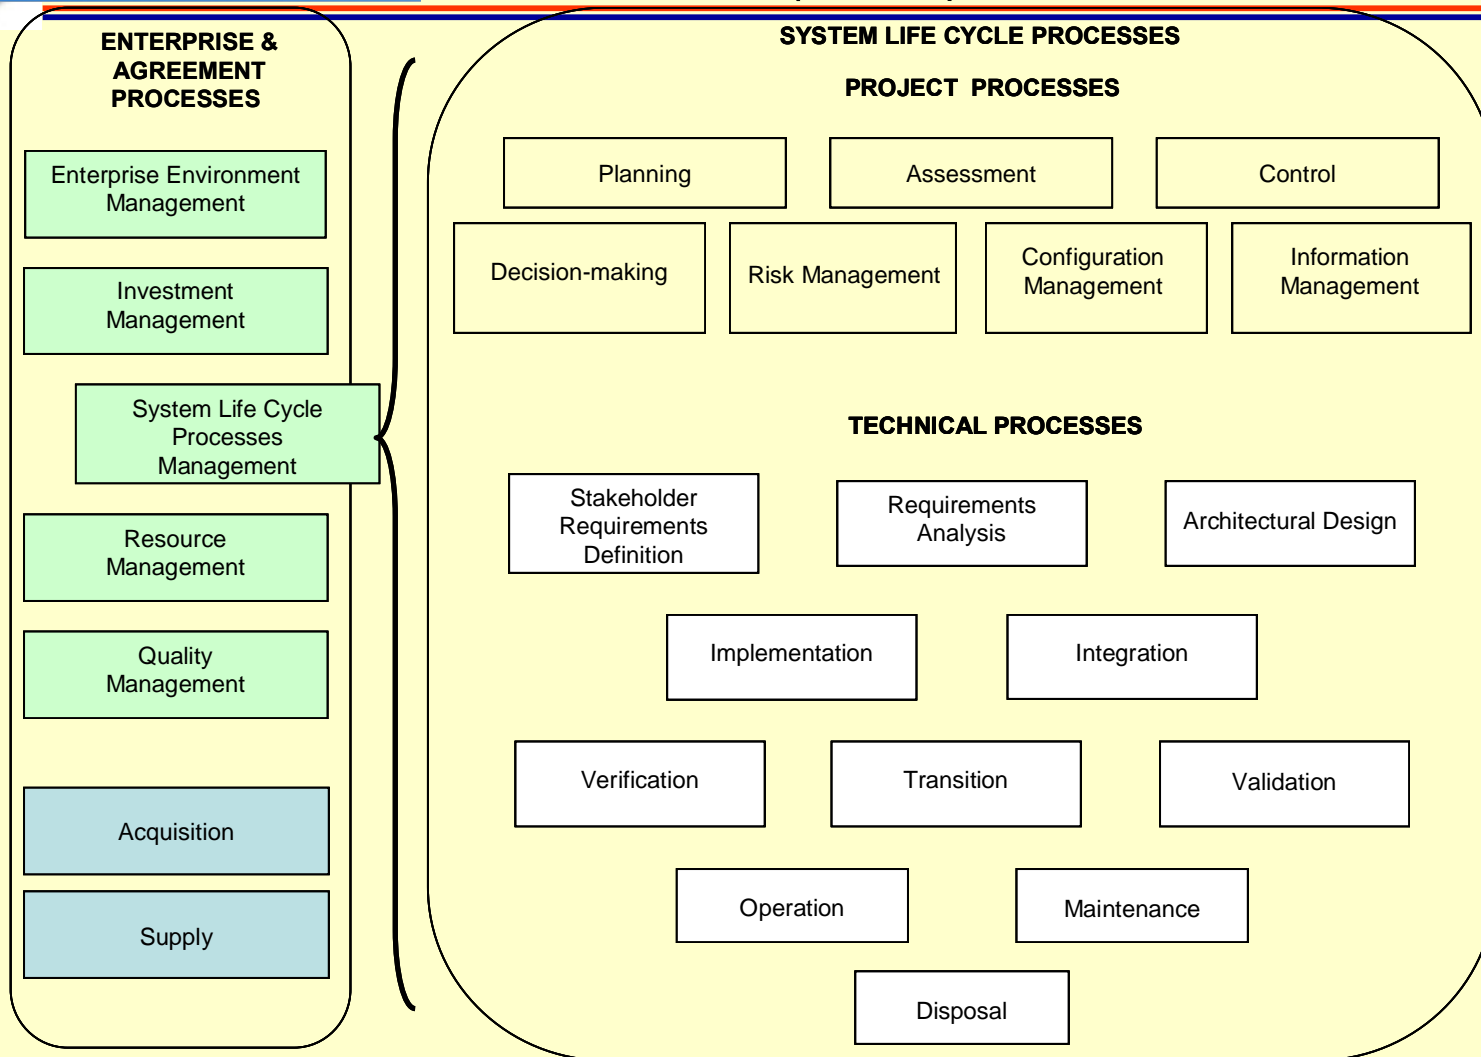 ENTERPRISE &
AGREEMENT
PROCESSES
Enterprise Environment
Management
Investment
Management
System Life Cycle
Processes
Management
Resource
Management
Quality
Management
Acquisition
Supply
SYSTEM LIFE CYCLE PROCESSES
PROJECT PROCESSES
Planning
Assessment
Control
Decision-making
Risk Management
Configuration
Management
Information
Management
TECHNICAL PROCESSES
Stakeholder
Requirements
Definition
Requirements
Analysis
Architectural Design
Implementation
Integration
Verification
Transition
Validation
Operation
Maintenance
Disposal